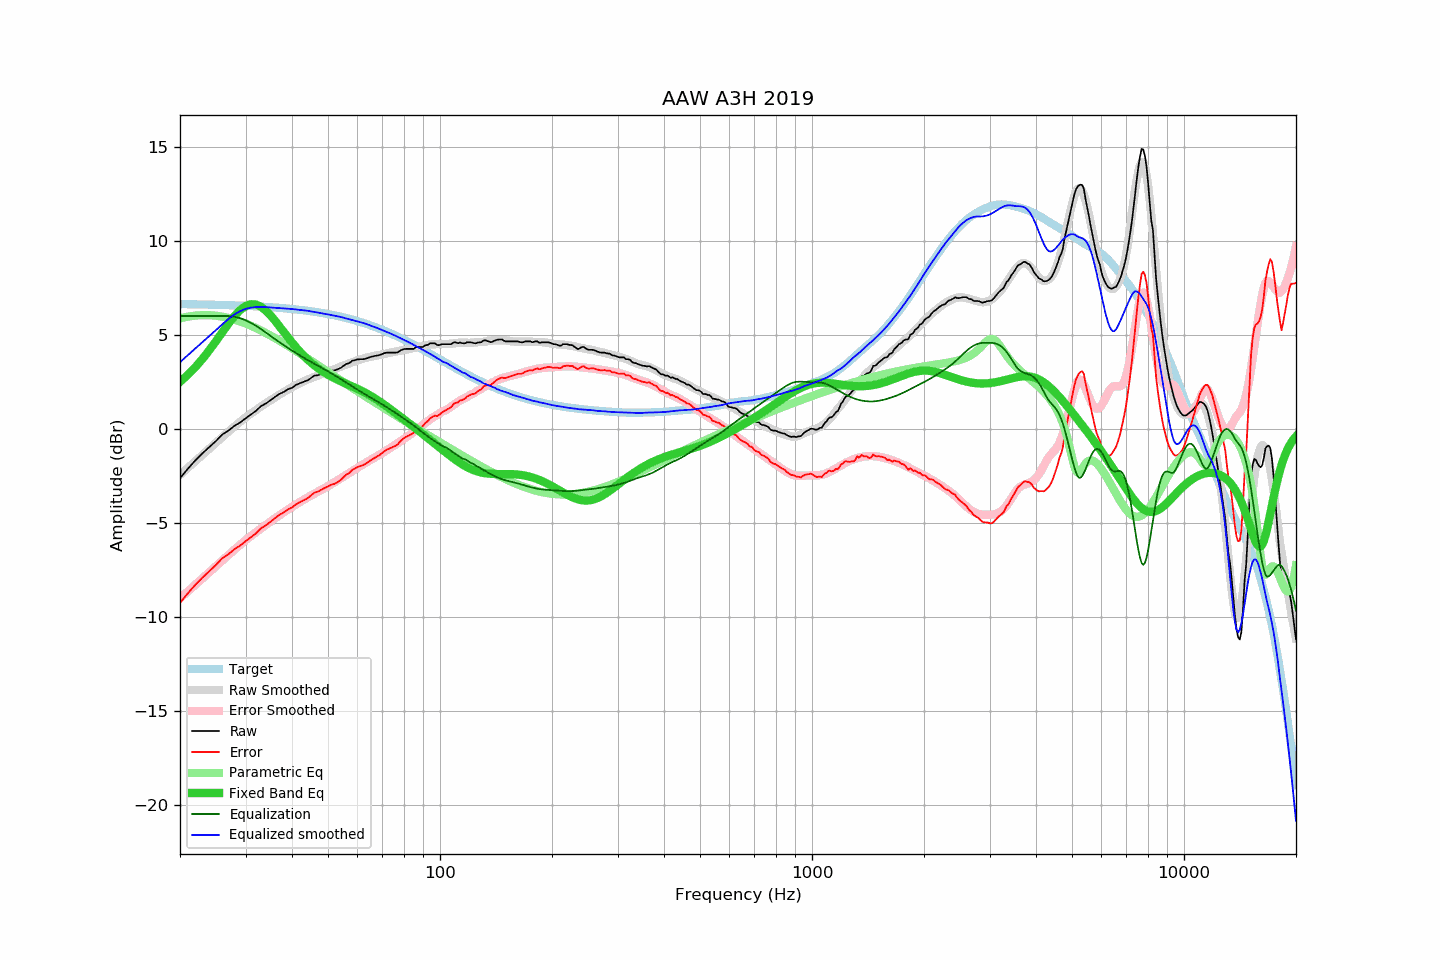 AAW A3H 2019
Amplitude (dBr)
15
10
5
0
−5
−10
−15
−20
Target
Raw Smoothed
Error Smoothed
Raw
Error
Parametric Eq
Fixed Band Eq
Equalization
Equalized smoothed
100
1000
10000
Frequency (Hz)